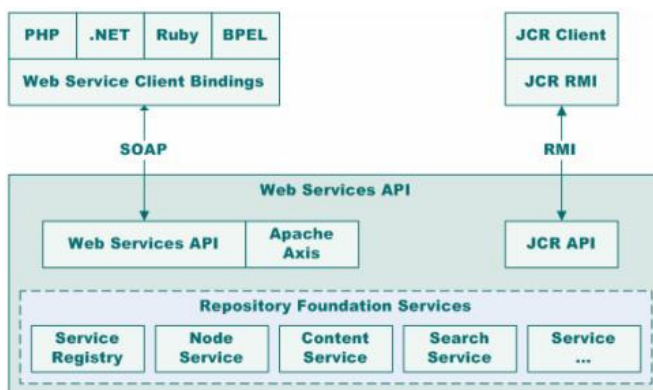 PHP .NET Ruby BPEL
Web Service Client Bindings
JCR Client
JCR RMI
SOAP
RMI
Web Services API
Web Services API
Apache
Axis
JCR API
Repository Foundation Services
Service
Registry
Node
Service
Content
Service
Search
Service
Service
...